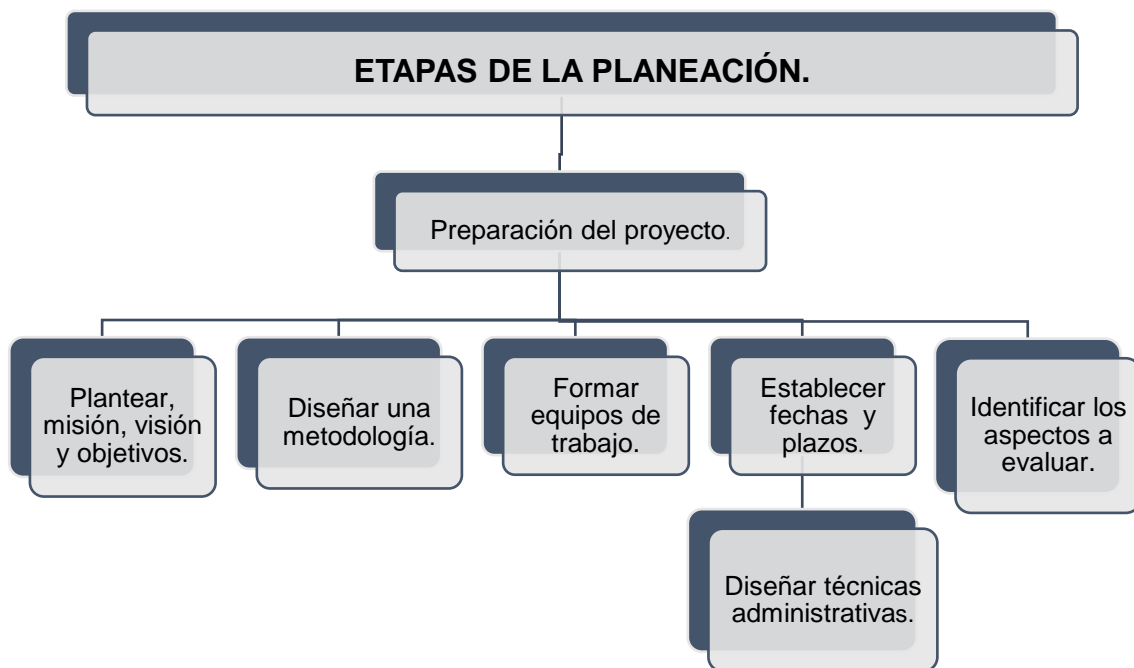 ETAPAS DE LA PLANEACIÓN.
Preparación del proyecto.
Plantear,
misión, visión
y objetivos.
Diseñar una
metodología.
Formar
equipos de
trabajo.
Establecer
fechas y
plazos.
Identificar los
aspectos a
evaluar.
Diseñar técnicas
administrativas.